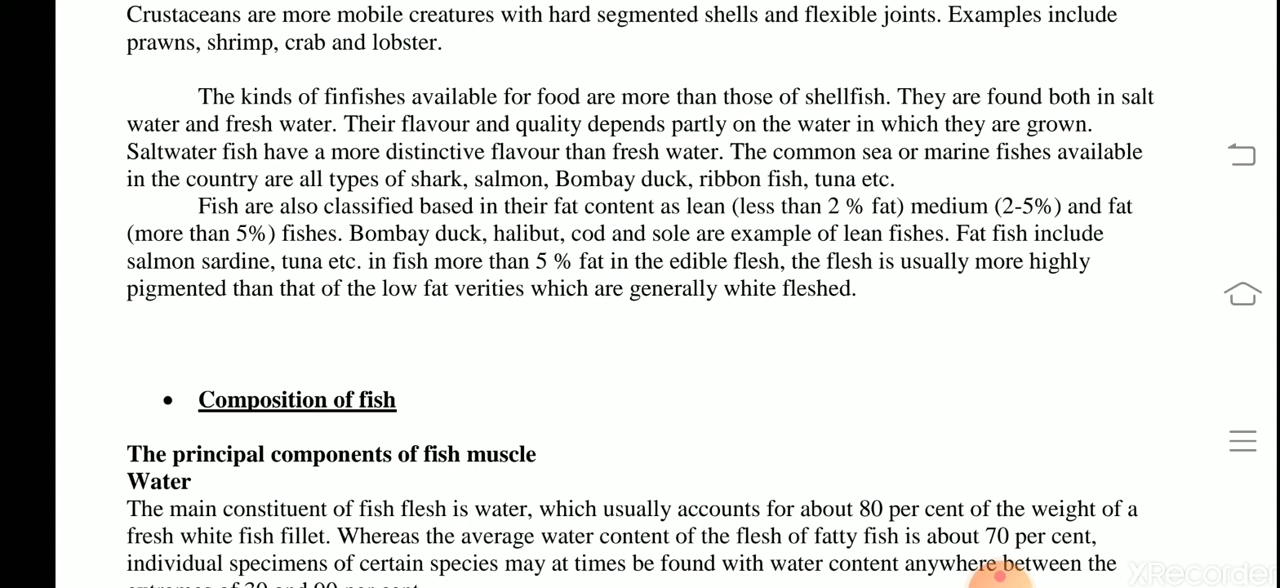 Crustaceans are more mobile creatures with hard segmented shells and flexible joints. Examples include
prawns, shrimp, crab and lobster.
The kinds of finfishes available for food are more than those of shellfish. They are found both in salt
water and fresh water. Their flavour and quality depends partly on the water in which they are grown.
Saltwater fish have a more distinctive flavour than fresh water. The common sea or marine fishes available
in the country are all types of shark, salmon, Bombay duck, ribbon fish, tuna etc.
Fish are also classified based in their fat content as lean (less than 2 % fat) medium (2-5%) and fat
(more than 5%) fishes. Bombay duck, halibut, cod and sole are example of lean fishes. Fat fish include
salmon sardine, tuna etc. in fish more than 5 % fat in the edible flesh, the flesh is usually more highly
pigmented than that of the low fat verities which are generally white fleshed.
• Composition of fish
The principal components of fish muscle
Water
The main constituent of fish flesh is water, which usually accounts for about 80 per cent of the weight of a
fresh white fish fillet. Whereas the average water content of the flesh of fatty fish is about 70 per cent,
individual specimens of certain species may at times be found with water content anywhere between the
XRecorder